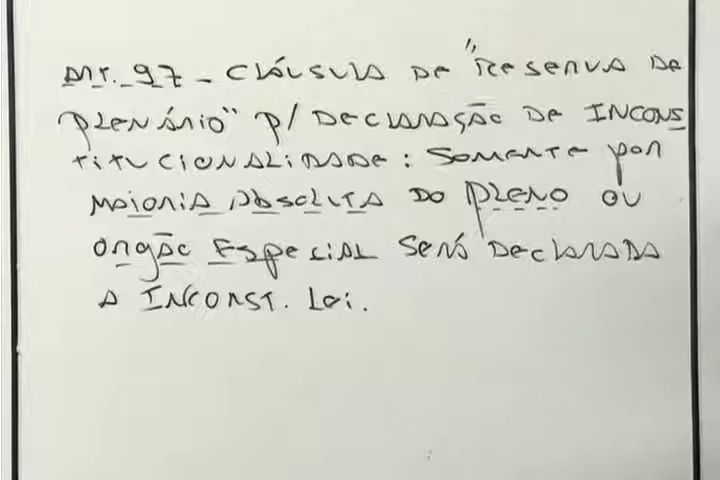 Art. 97 - Cláusula de "reserva de
plenário" p/ declaração de incons
titucionalidade: somente por
maioria absoluta do pleno ou
orgão especial será declarada
a inconst. Lei.